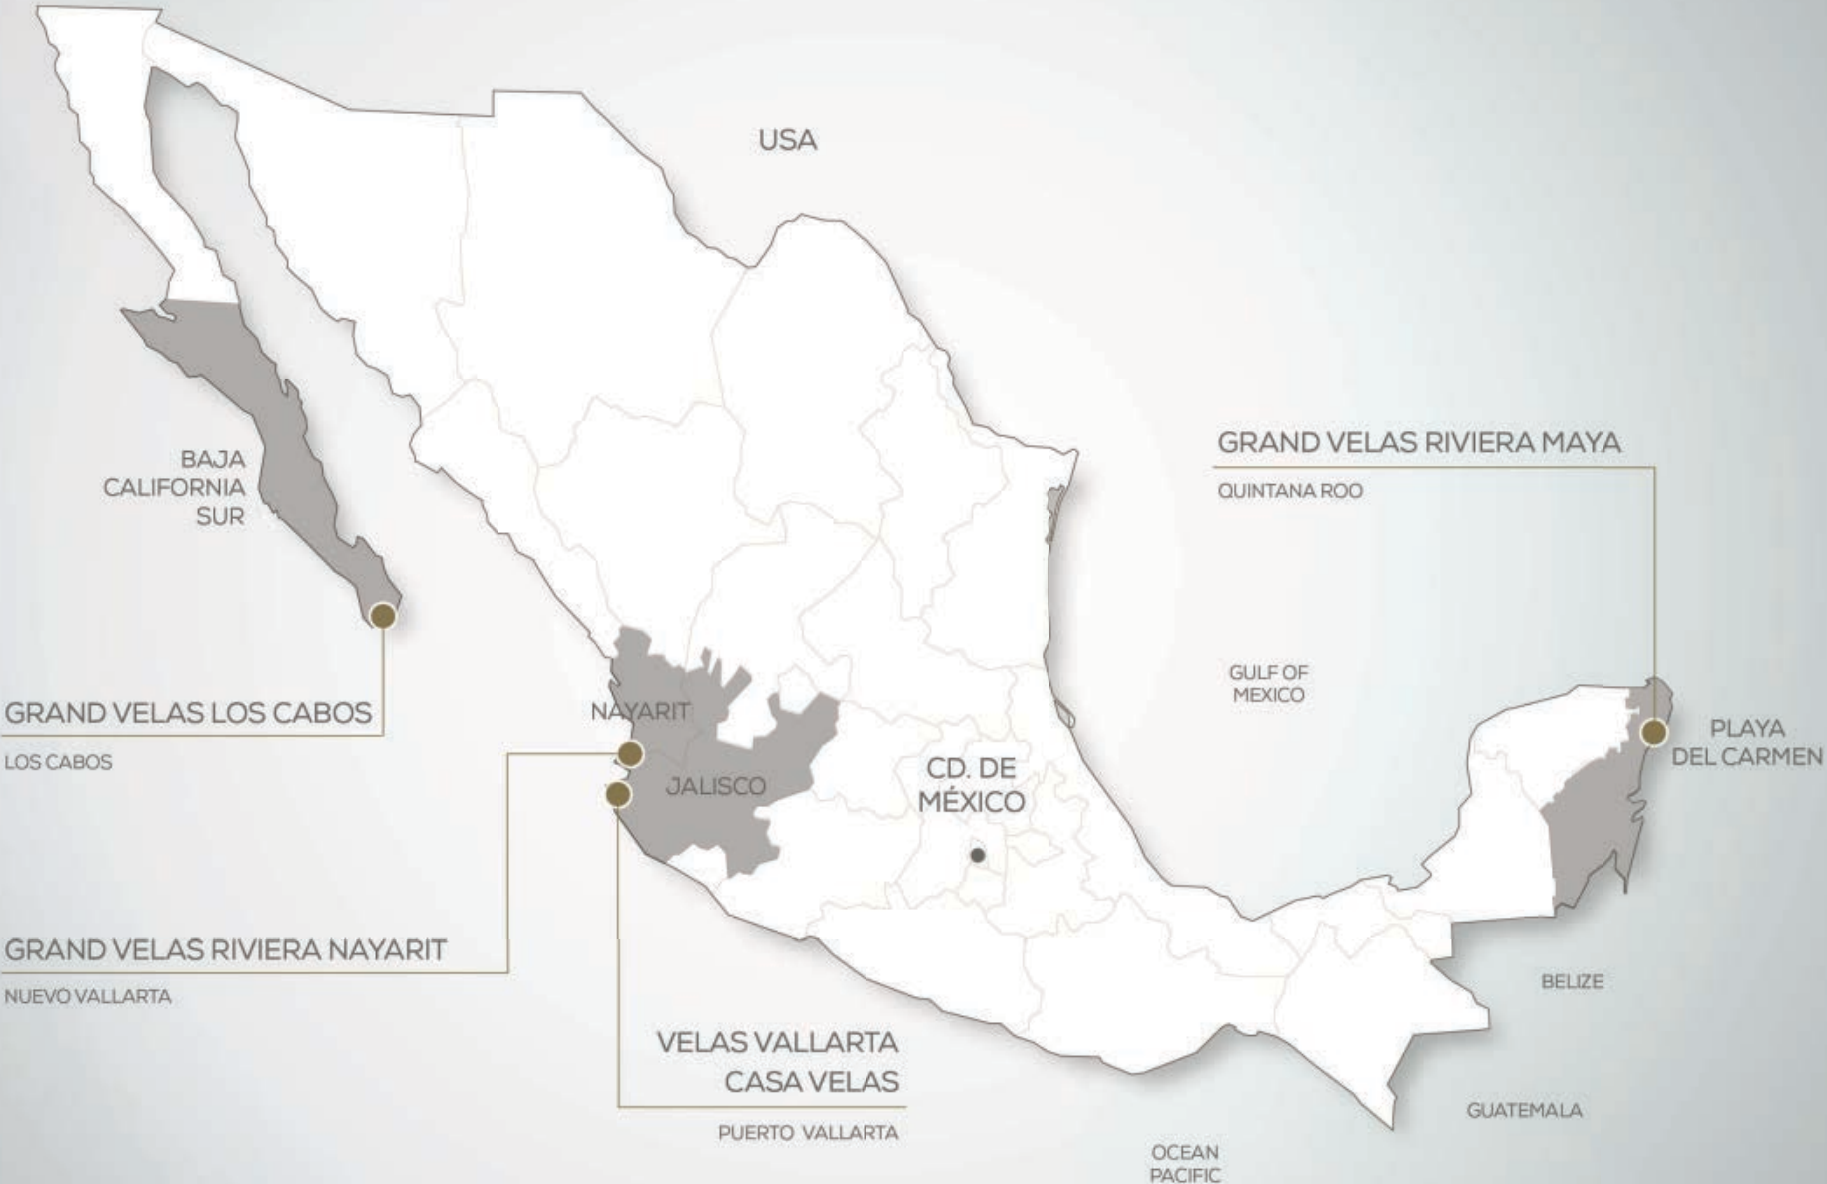 USA
GRAND VELAS RIVIERA MAYA
QUINTANA ROO
BAJA
CALIFORNIA
SUR
GULF OF
MEXICO
GRAND VELAS LOS CABOS
LOS CABOS
NAYARIT
JALISCO
CD. DE
MÉXICO
PLAYA
DEL CARMEN
GRAND VELAS RIVIERA NAYARIT
NUEVO VALLARTA
BELIZE
VELAS VALLARTA
CASA VELAS
PUERTO VALLARTA
GUATEMALA
OCEAN
PACIFIC